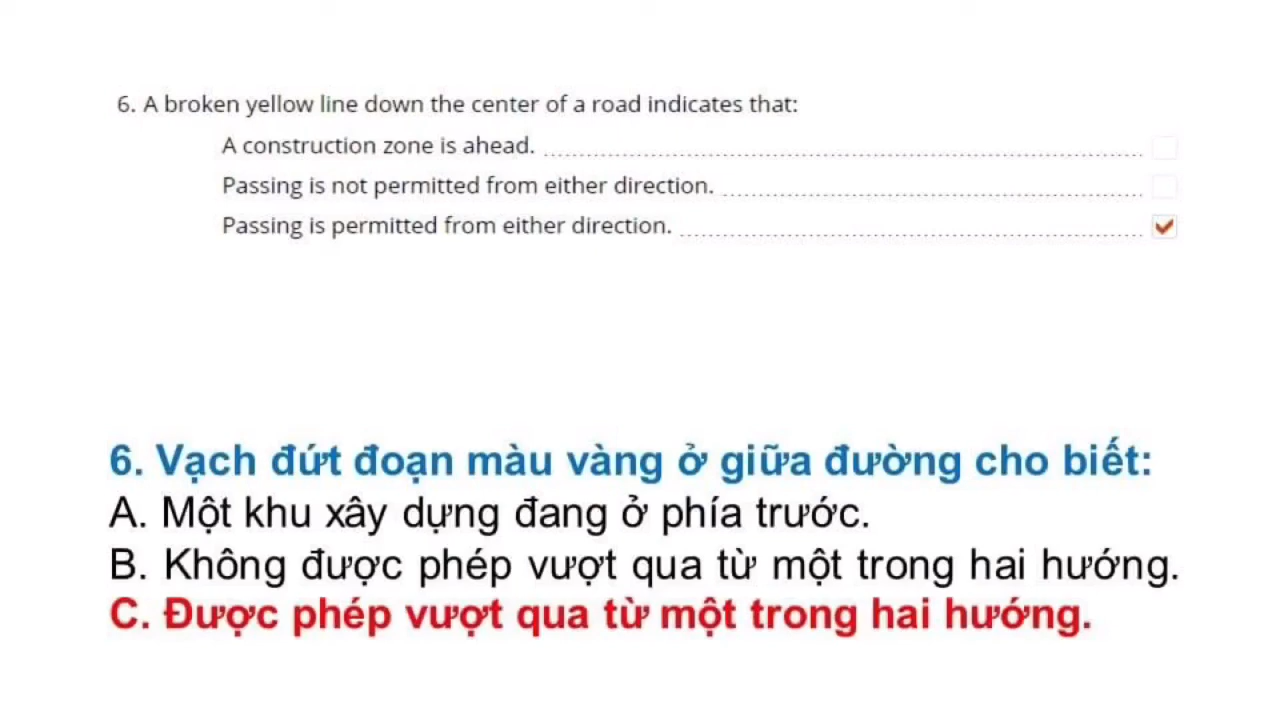 6. A broken yellow line down the center of a road indicates that:
A construction zone is ahead.
Passing is not permitted from either direction.
Passing is permitted from either direction.
6. Vạch đứt đoạn màu vàng ở giữa đường cho biết:
A. Một khu xây dựng đang ở phía trước.
B. Không được phép vượt qua từ một trong hai hướng.
C. Được phép vượt qua từ một trong hai hướng.